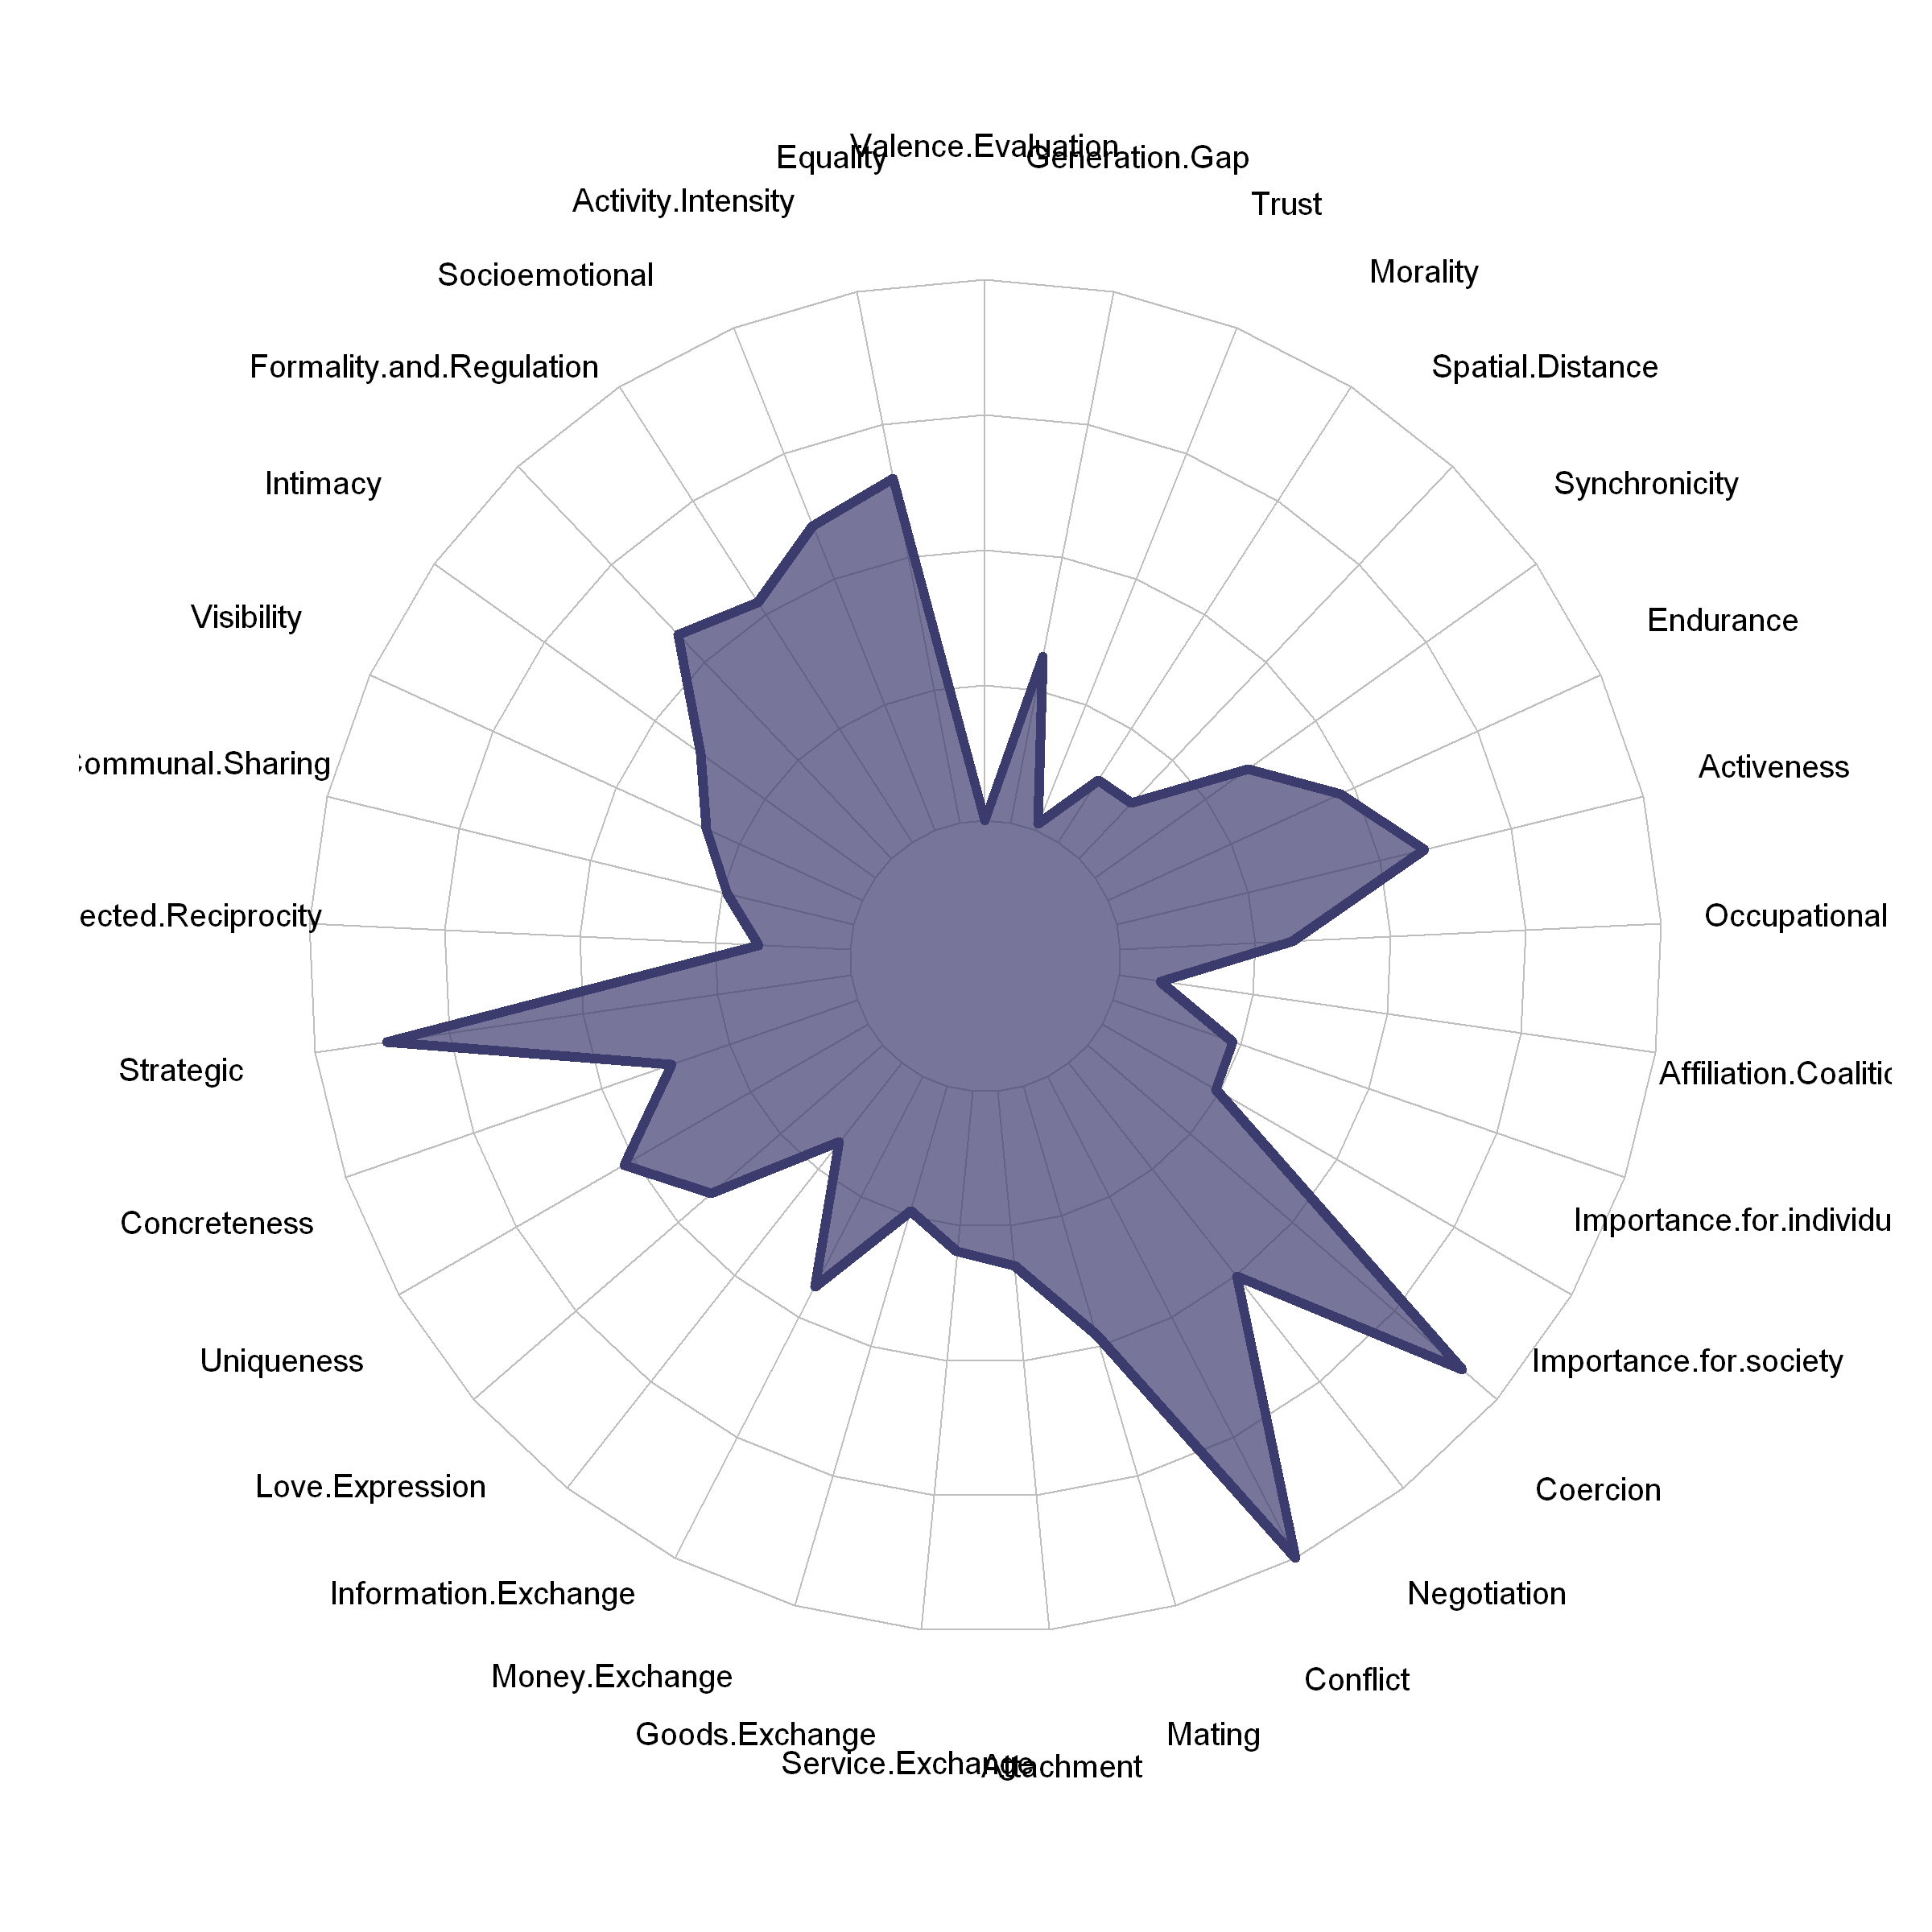 Valence.Evaluation
Equality
Generation.Gap
Activity.Intensity
Trust
Socioemotional
Morality
Formality.and.Regulation
Spatial.Distance
Intimacy
Synchronicity
Visibility
Endurance
ommunal.Sharing
Activeness
ected.Reciprocity
Occupational
Strategic
Affiliation.Coalitic
Concreteness
Importance.for.individu
Uniqueness
Importance.for.society
Love.Expression
Coercion
Information.Exchange
Negotiation
Money.Exchange
Conflict
Goods.Exchange
Mating
Service.Exchange
Attachment